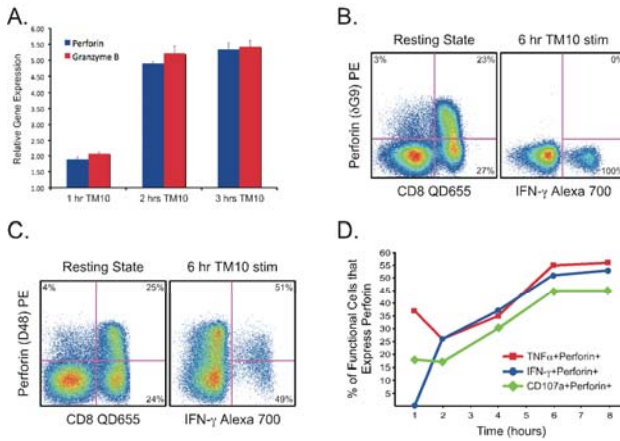 A.
Perforin
Granzyme B
Relative Gene Expression
6.00
5.50
5.00
4.50
4.00
3.50
3.00
2.50
2.00
1.50
1.00
1 hr TM10
2 hrs TM10
3 hrs TM10
B.
Resting State
6 hr TM10 stim
Perforin (δG9) PE
3%
23%
27%
0%
100%
CD8 QD655
IFN-γ Alexa 700
C.
Resting State
6 hr TM10 stim
Perforin (D48) PE
4%
25%
24%
51%
49%
CD8 QD655
IFN-γ Alexa 700
D.
% of Functional Cells that
Express Perforin
60
55
50
45
40
35
30
25
20
15
10
5
0
TNFα+Perforin+
IFN-γ+Perforin+
CD107a+Perforin+
0 1 2 4 6 8
Time (hours)